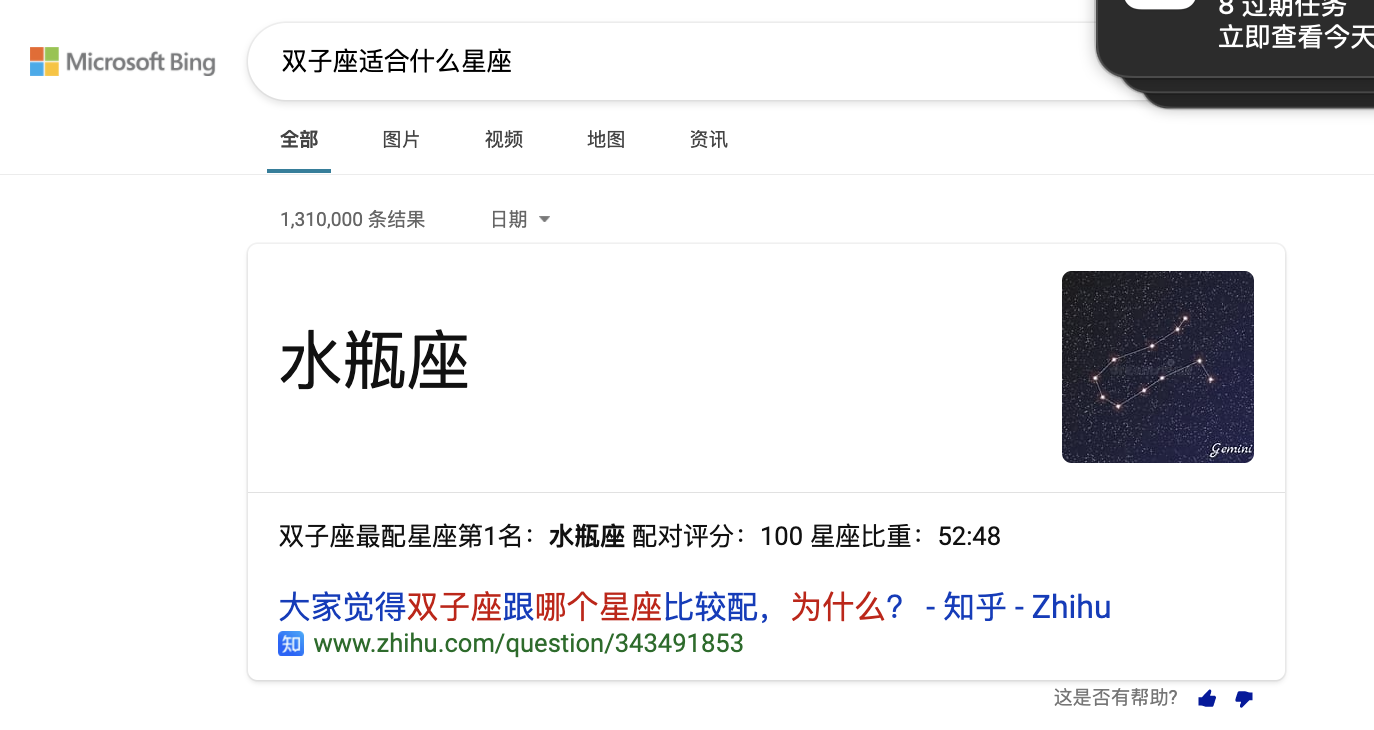 8 过期任务
立即查看今天
Microsoft Bing
双子座适合什么星座
全部 图片 视频 地图 资讯
1,310,000 条结果 日期
水瓶座
Gemini
双子座最配星座第1名：水瓶座 配对评分：100 星座比重：52:48
大家觉得双子座跟哪个星座比较配，为什么？ - 知乎 - Zhihu
知 www.zhihu.com/question/343491853
这是否有帮助?